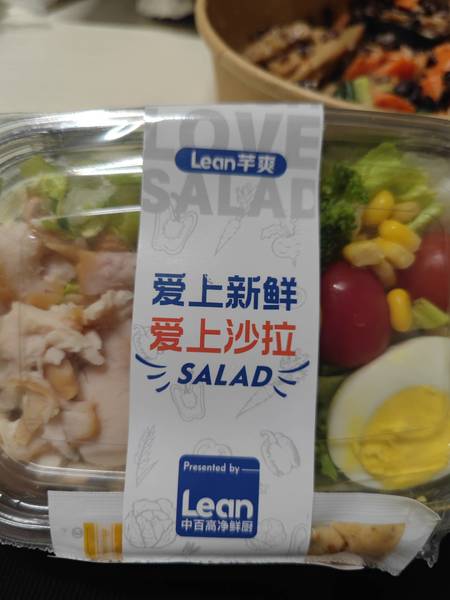 LOVE
Lean芊爽
SALAD
爱上新鲜
爱上沙拉
SALAD
Presented by
Lean
中百高净鲜厨